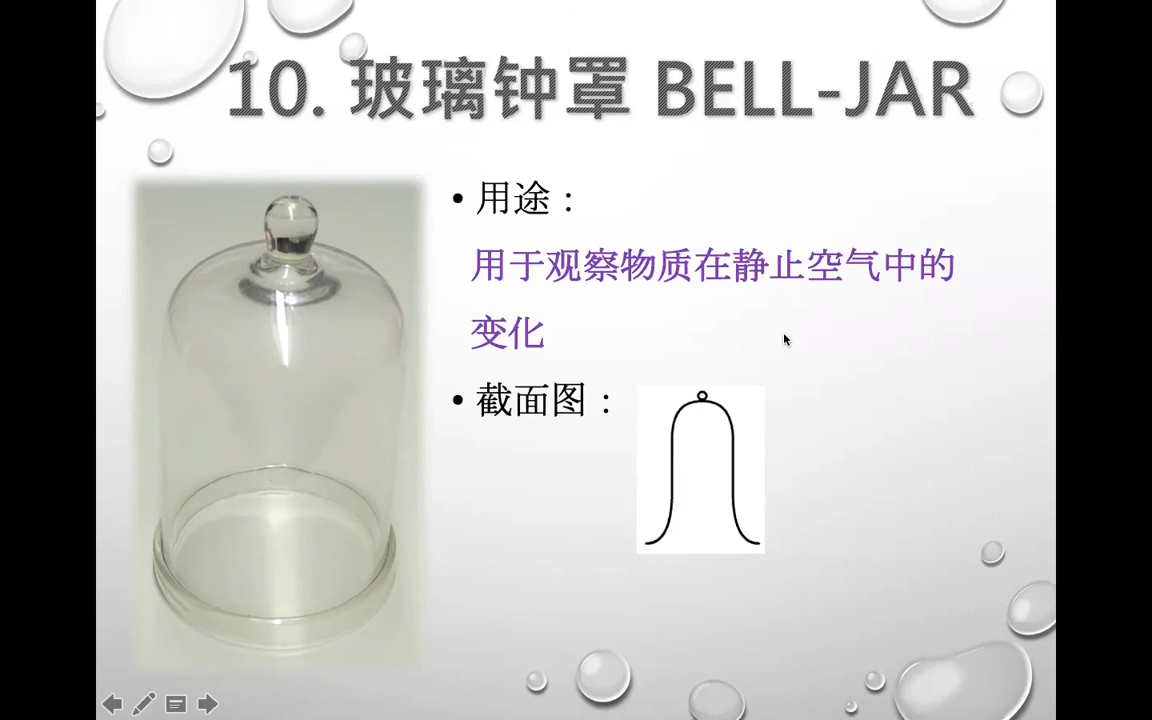 10. 玻璃钟罩 BELL-JAR
• 用途：
用于观察物质在静止空气中的
变化
• 截面图：